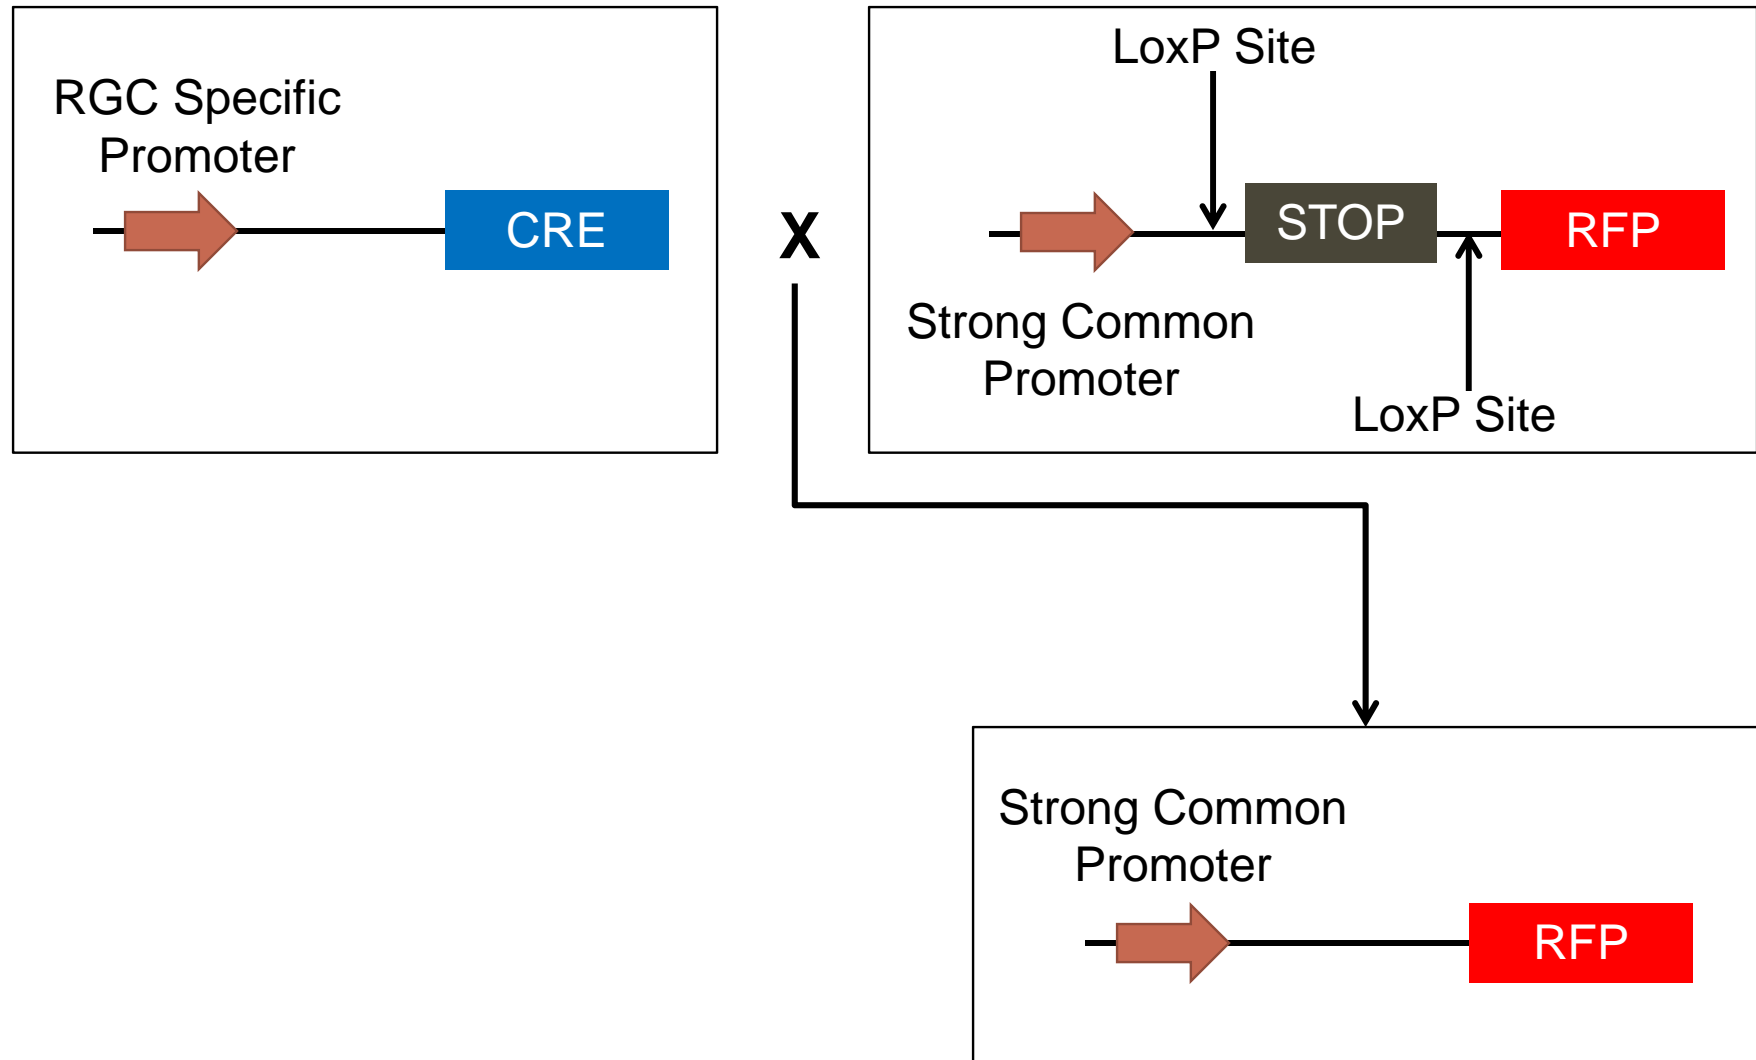 RGC Specific
Promoter
CRE
X
LoxP Site
STOP
RFP
Strong Common
Promoter
LoxP Site
Strong Common
Promoter
RFP